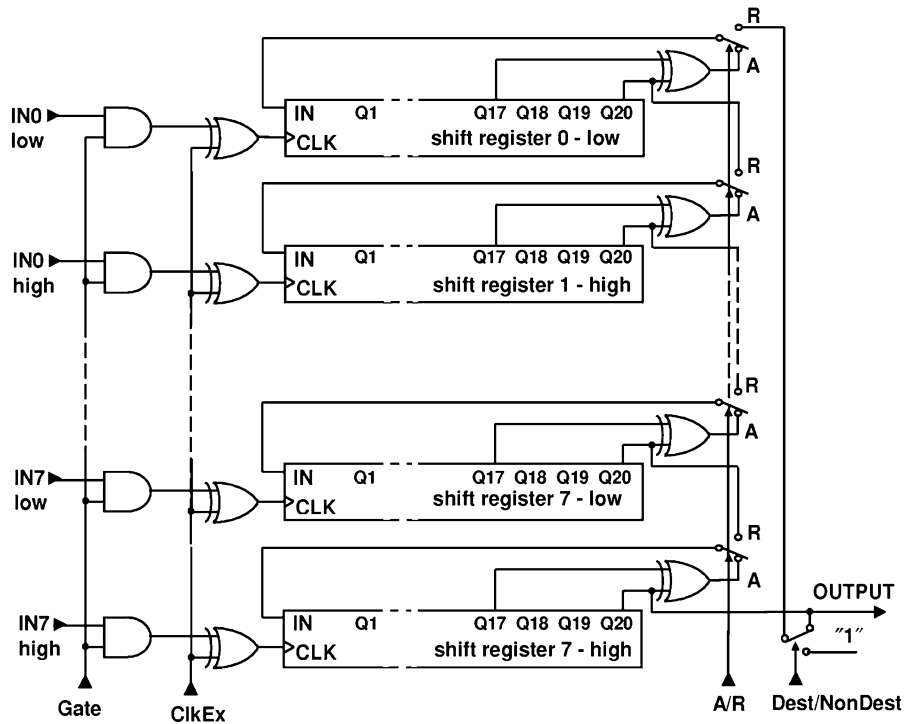 R
A
IN0
low
IN Q1 Q17 Q18 Q19 Q20
CLK
shift register 0 - low
R
A
IN0
high
IN Q1 Q17 Q18 Q19 Q20
CLK
shift register 1 - high
R
A
IN7
low
IN Q1 Q17 Q18 Q19 Q20
CLK
shift register 7 - low
R
A
IN7
high
IN Q1 Q17 Q18 Q19 Q20
CLK
shift register 7 - high
OUTPUT
"1"
Gate
ClkEx
A/R
Dest/NonDest